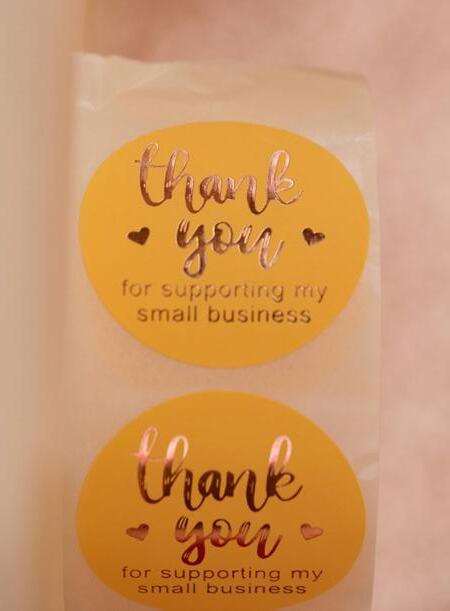 thank
you
for supporting my
small business
thank
you
for supporting my
small business